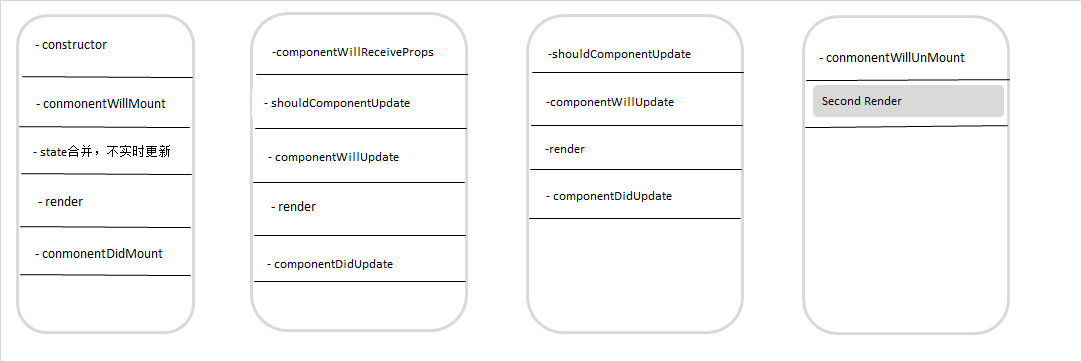 - constructor
- conmonentWillMount
- state合并，不实时更新
- render
- conmonentDidMount
-componentWillReceiveProps
- shouldComponentUpdate
- componentWillUpdate
- render
- componentDidUpdate
-shouldComponentUpdate
-componentWillUpdate
-render
- componentDidUpdate
- conmonentWillUnMount
Second Render